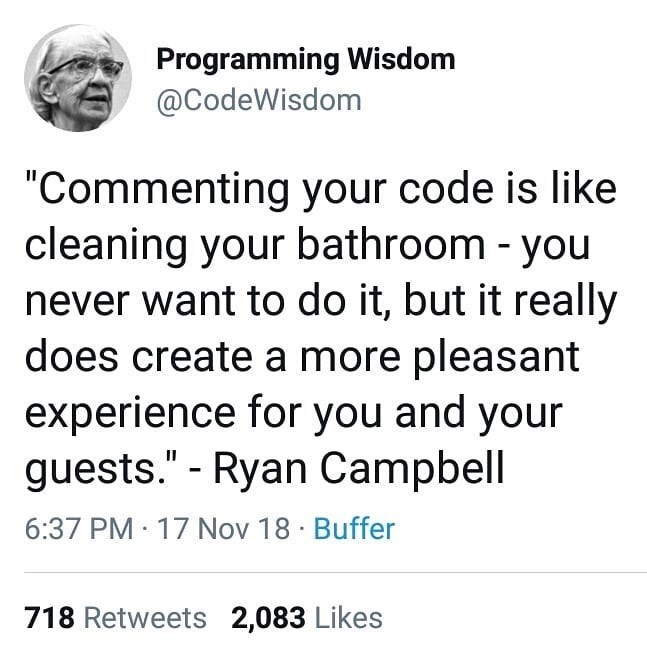 Programming Wisdom
@CodeWisdom
"Commenting your code is like
cleaning your bathroom - you
never want to do it, but it really
does create a more pleasant
experience for you and your
guests." - Ryan Campbell
6:37 PM · 17 Nov 18 · Buffer
718 Retweets 2,083 Likes